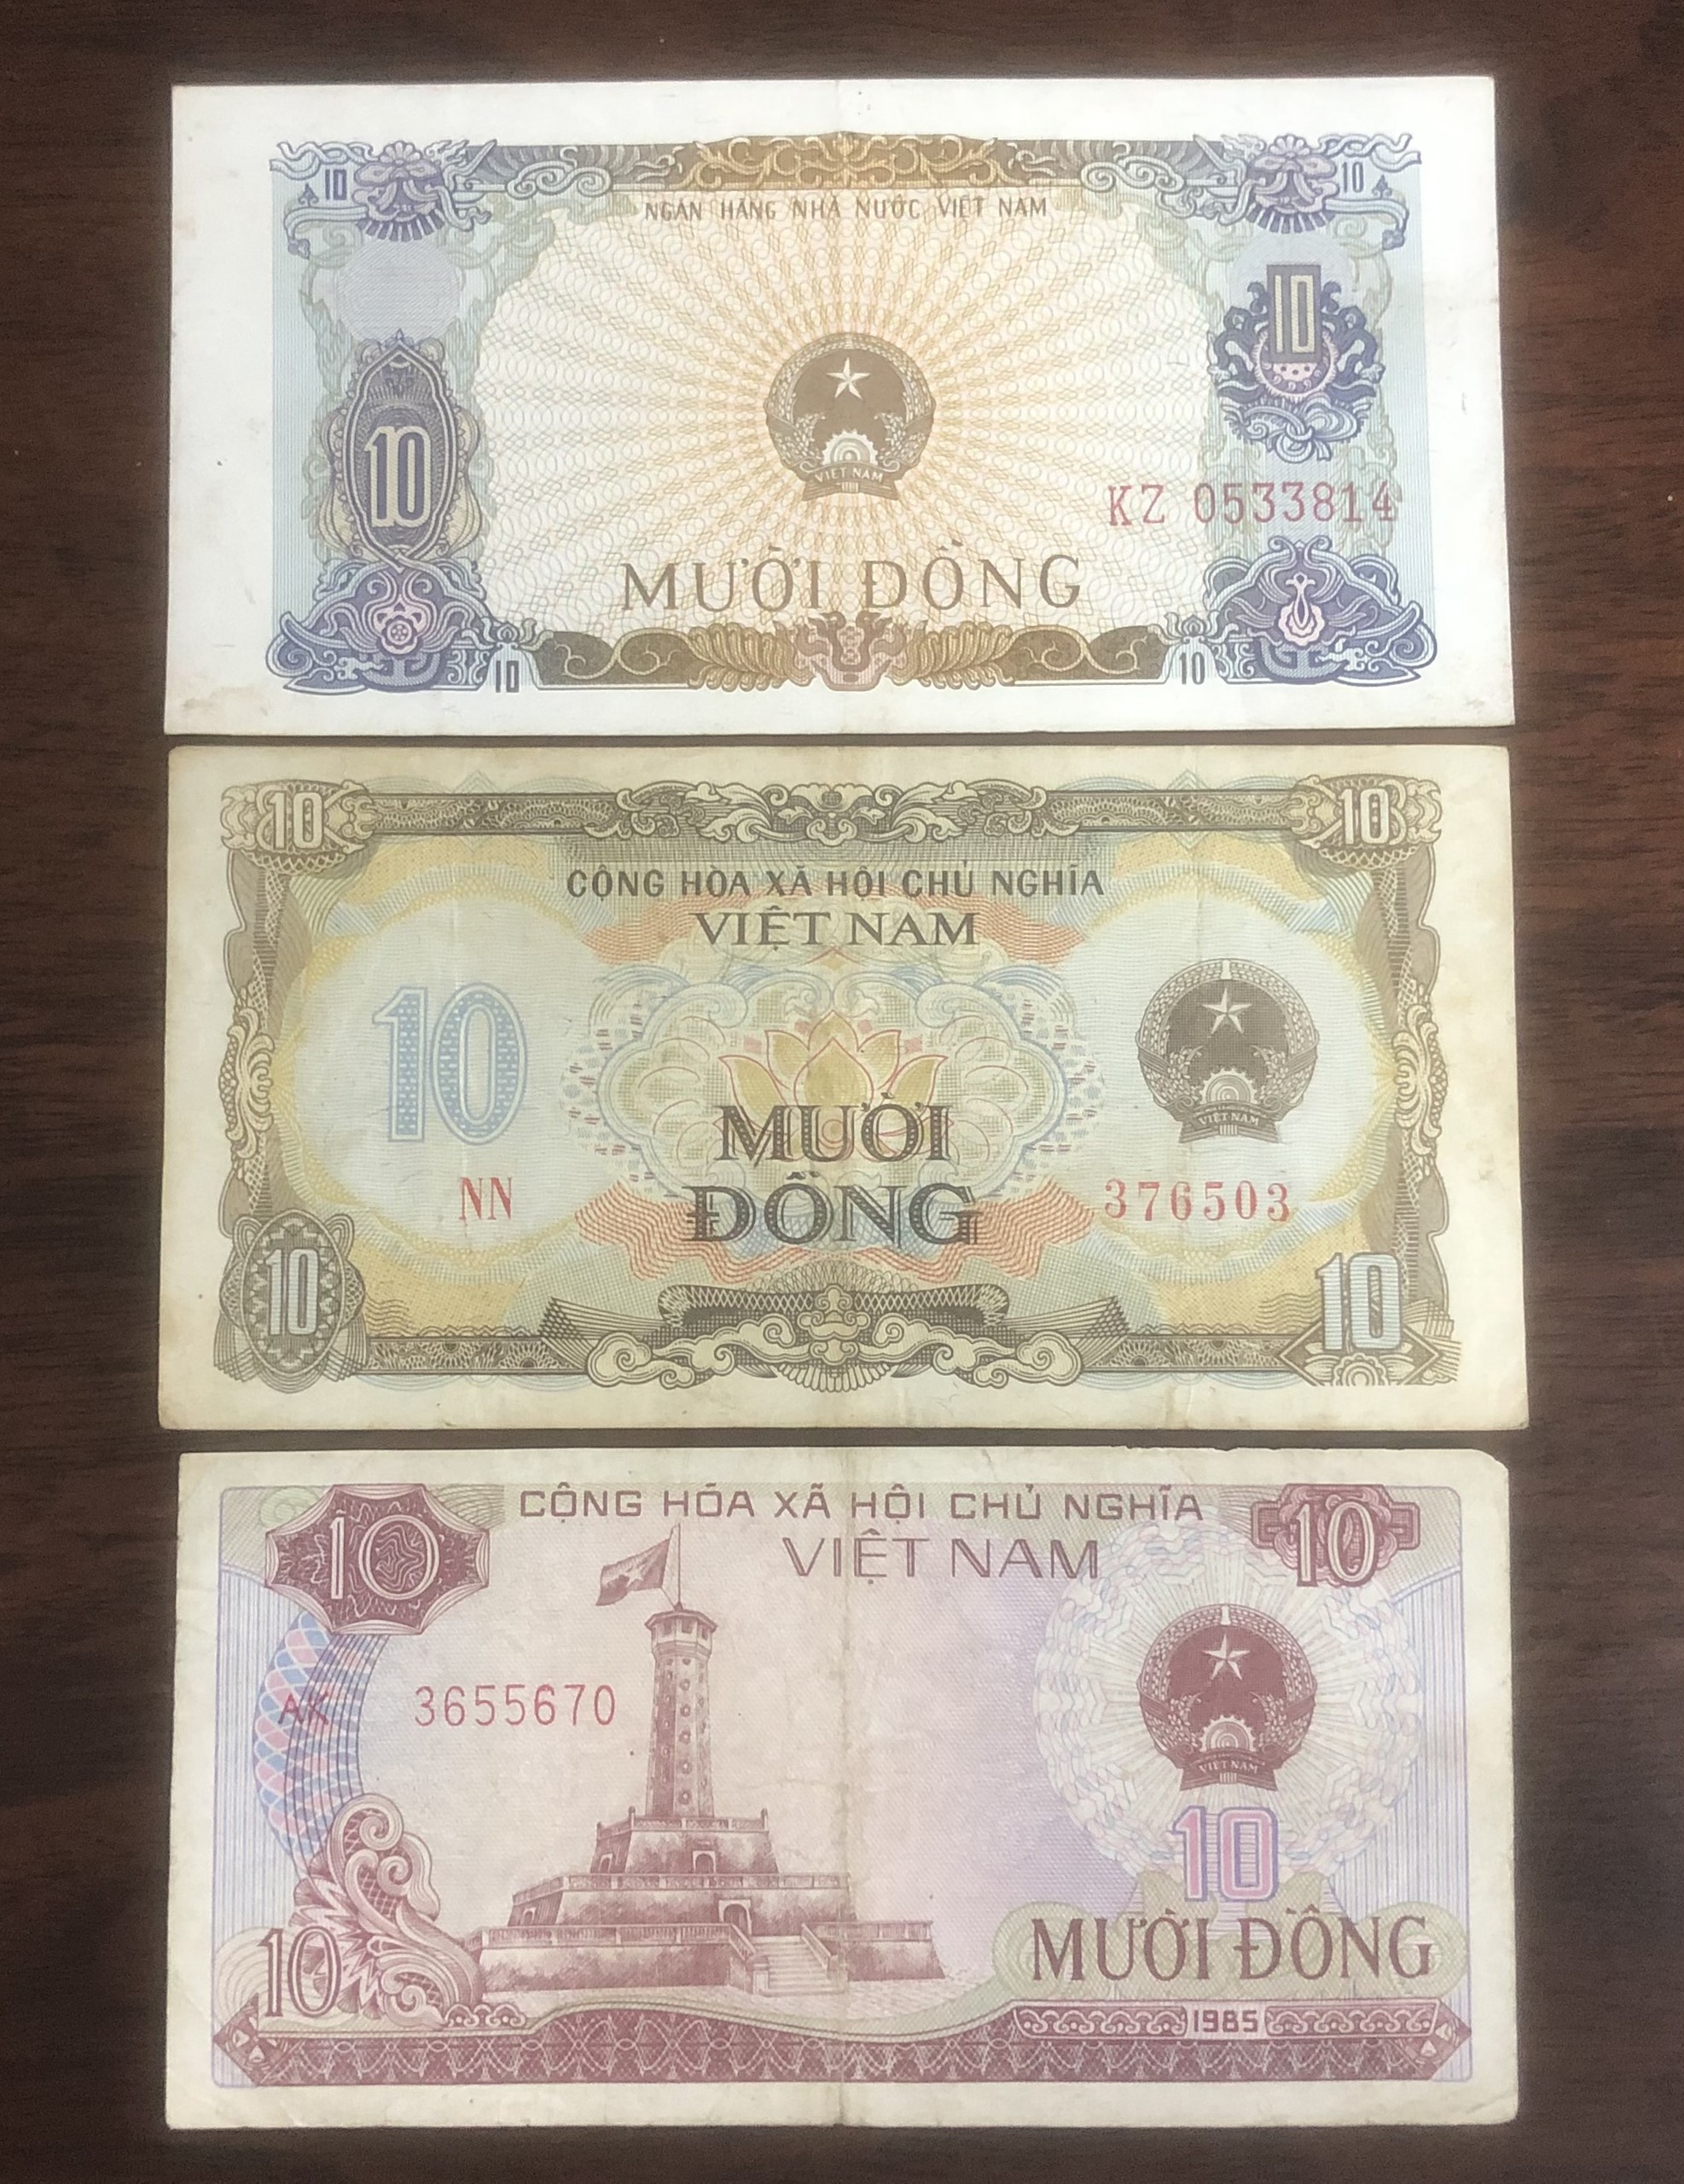 10
10
NGÂN HÀNG NHÀ NƯỚC VIỆT NAM
10
10
VIỆT NAM
KZ 0533814
MƯỜI ĐỒNG
10
10
10
10
CỘNG HÒA XÃ HỘI CHỦ NGHĨA
VIỆT NAM
10
VIỆT NAM
MƯỜI
ĐỒNG
NN
376503
10
10
10
10
CỘNG HÒA XÃ HỘI CHỦ NGHĨA
VIỆT NAM
AK 3655670
VIỆT NAM
10
10
MƯỜI ĐỒNG
1985